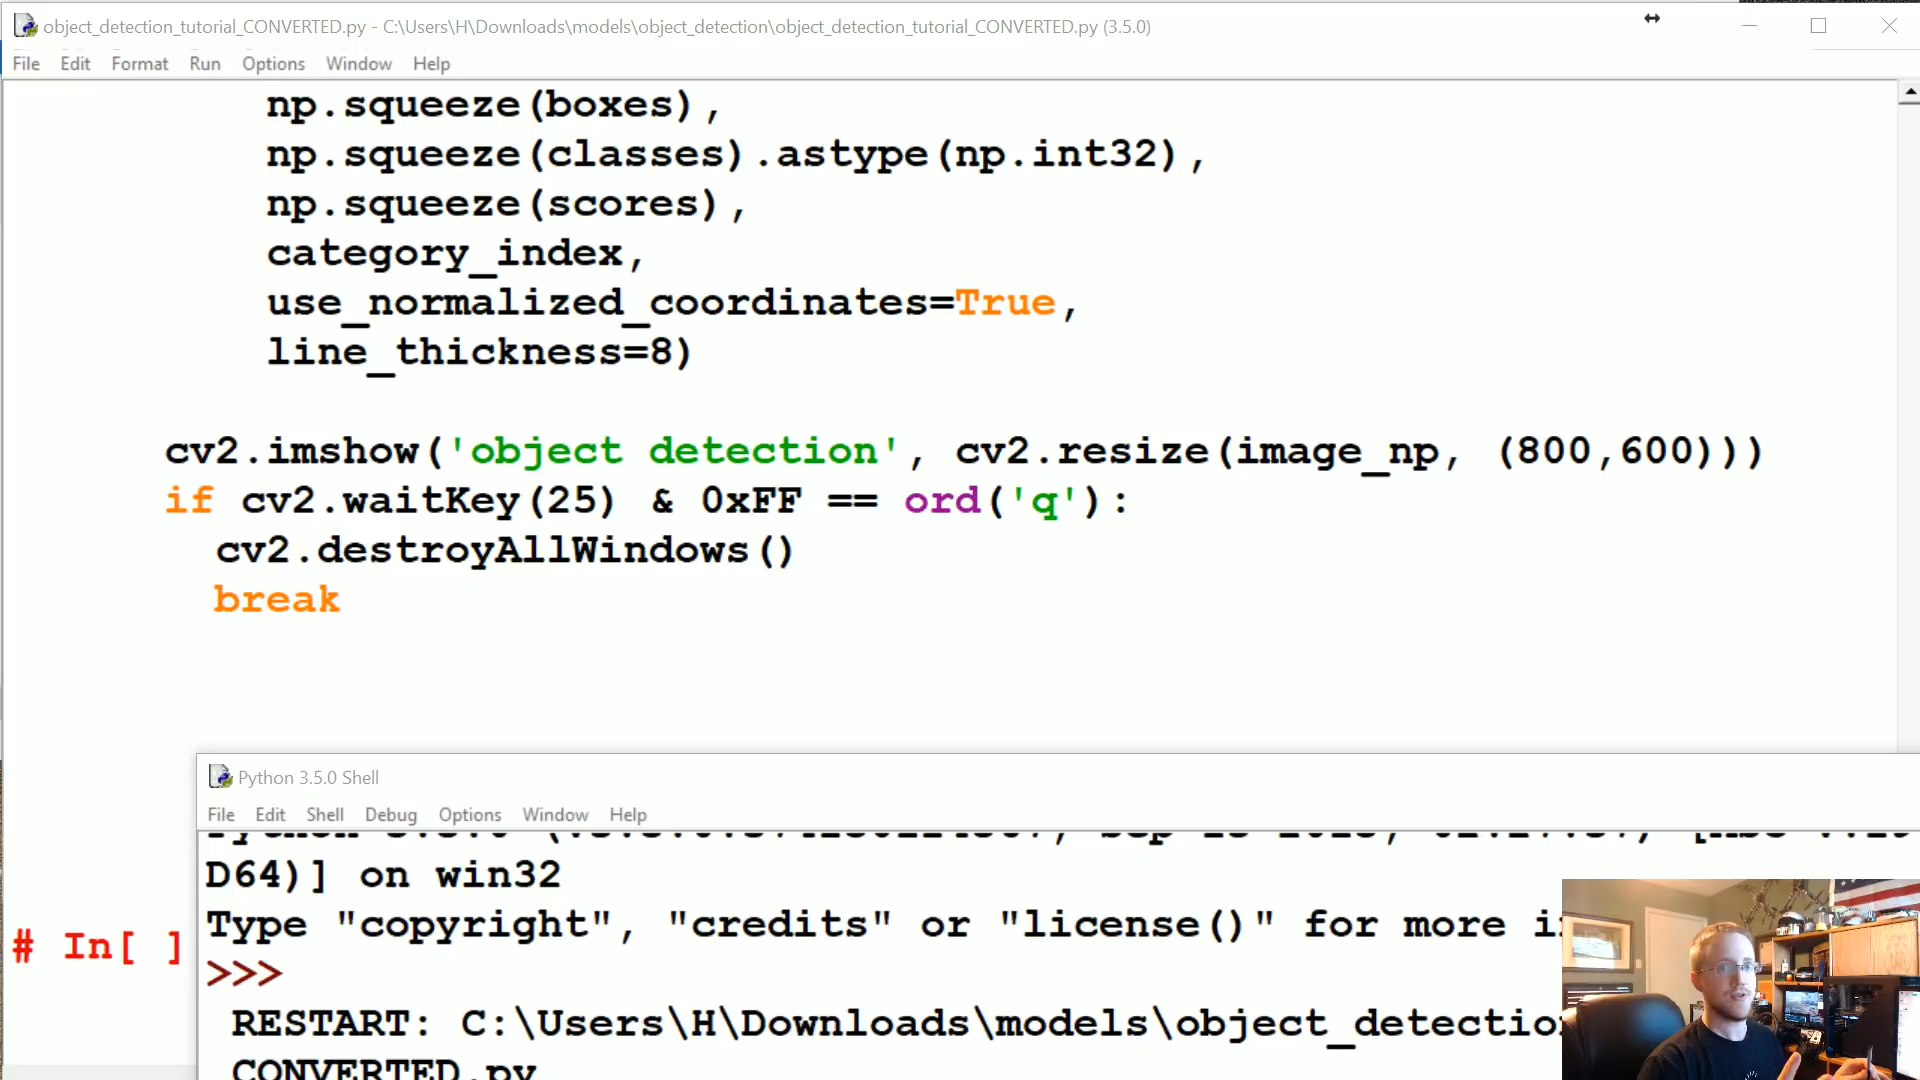 object_detection_tutorial_CONVERTED.py - C:\Users\H\Downloads\models\object_detection\object_detection_tutorial_CONVERTED.py (3.5.0)
File Edit Format Run Options Window Help
np.squeeze(boxes),
np.squeeze(classes).astype(np.int32),
np.squeeze(scores),
category_index,
use_normalized_coordinates=True,
line_thickness=8)
cv2.imshow('object detection', cv2.resize(image_np, (800,600)))
if cv2.waitKey(25) & 0xFF == ord('q'):
cv2.destroyAllWindows()
break
# In[ ]
Python 3.5.0 Shell
File Edit Shell Debug Options Window Help
D64)] on win32
Type "copyright", "credits" or "license()" for more
>>>
RESTART: C:\Users\H\Downloads\models\object_detectio
CONVERTED.py